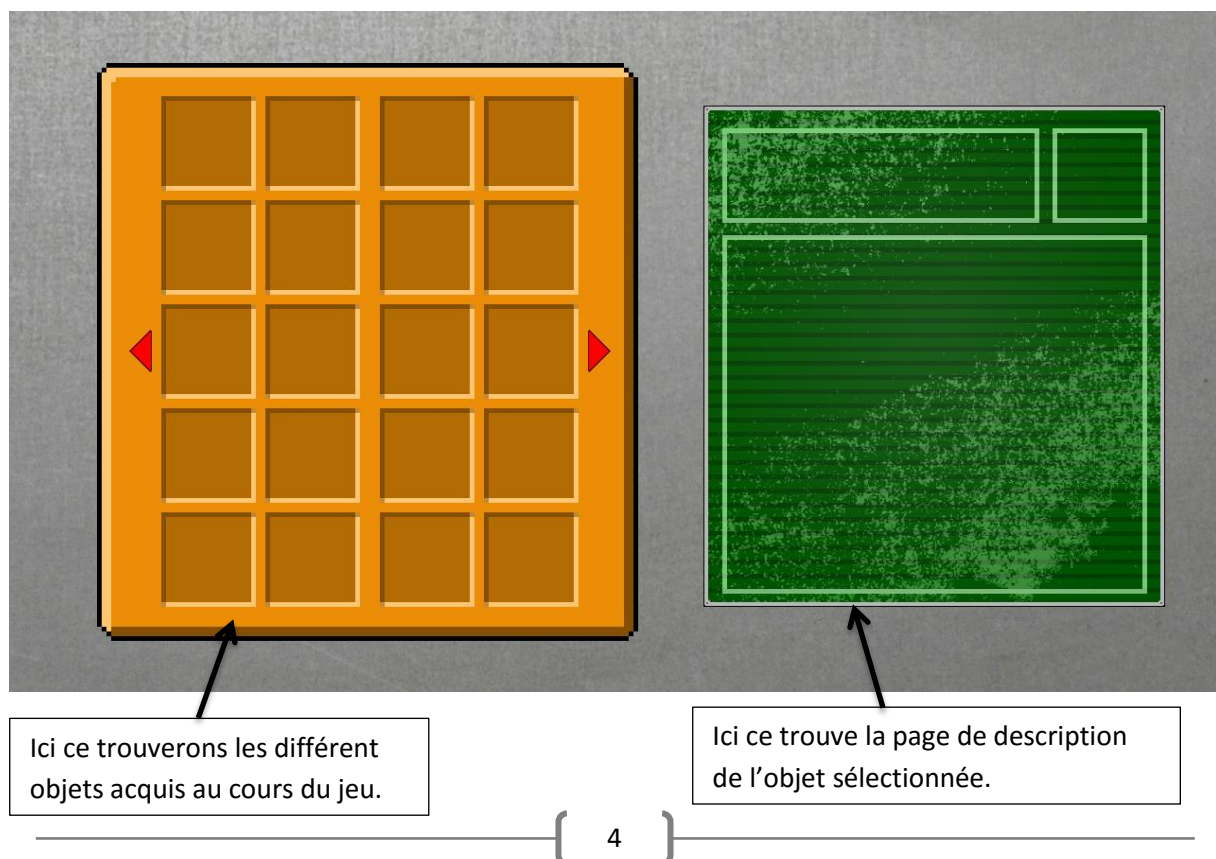 Ici ce trouverons les différent
objets acquis au cours du jeu.
Ici ce trouve la page de description
de l’objet sélectionnée.
4